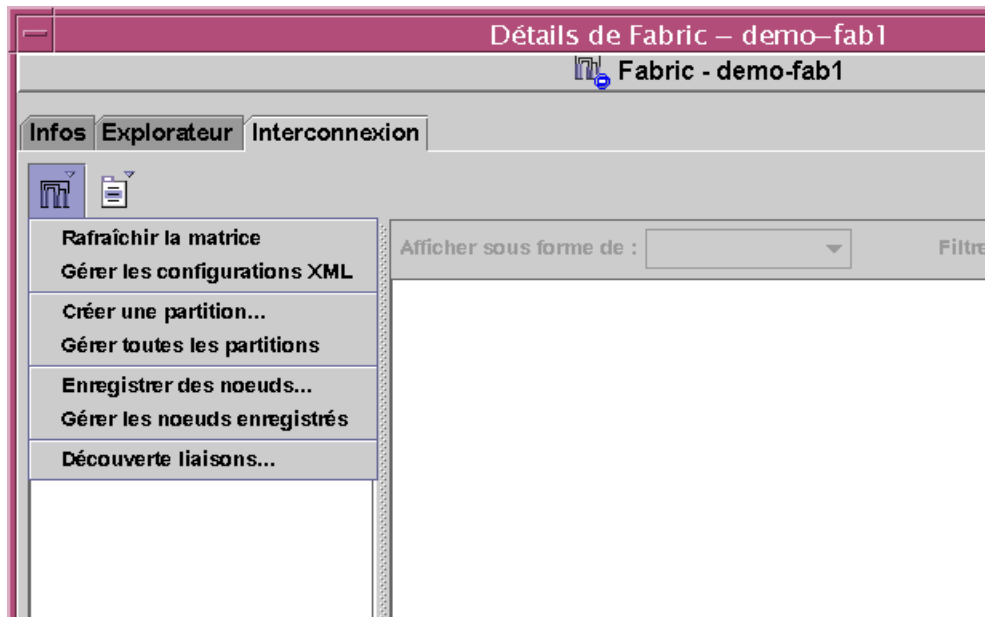 Détails de Fabric – demo–fab1
Fabric - demo-fab1
Infos Explorateur Interconnexion
Rafraîchir la matrice
Gérer les configurations XML
Créer une partition...
Gérer toutes les partitions
Enregistrer des noeuds...
Gérer les noeuds enregistrés
Découverte liaisons...
Afficher sous forme de :